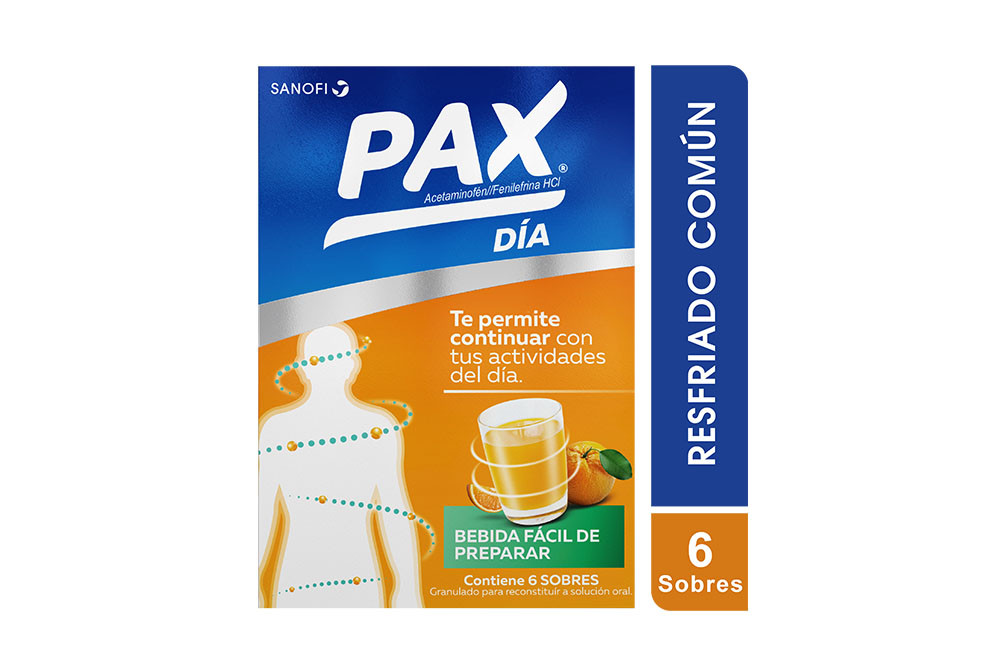 SANOFI
PAX®
Acetaminofén//Fenilefrina HCl
DÍA
Te permite
continuar con
tus actividades
del día.
BEBIDA FÁCIL DE
PREPARAR
Contiene 6 SOBRES
Granulado para reconstituír a solución oral.
RESFRIADO COMÚN
6
Sobres